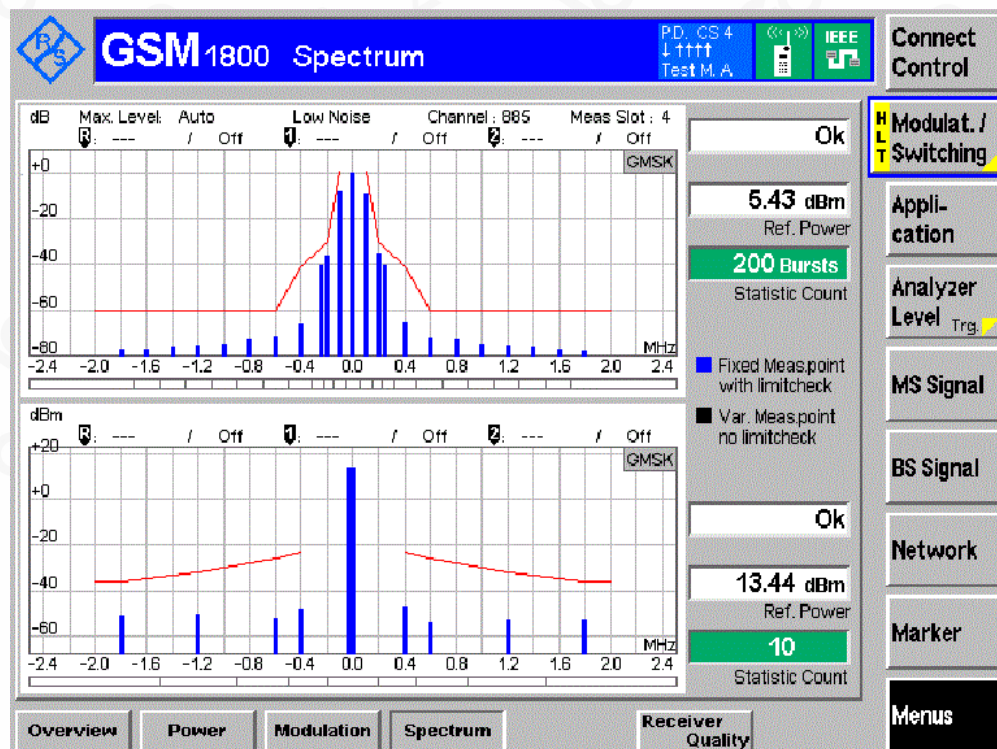 R/S
GSM 1800 Spectrum
P.D. CS 4
↓ ↑↑↑↑
Test M. A
IEEE
Connect
Control
HLT
Modulat. /
Switching
Appli-
cation
Analyzer
Level Trg.
MS Signal
BS Signal
Network
Marker
Menus
dB Max. Level: Auto Low Noise Channel : 885 Meas Slot : 4
R: --- / Off 1: --- / Off 2: --- / Off
GMSK
+0
-20
-40
-60
-80
MHz
-2.4 -2.0 -1.6 -1.2 -0.8 -0.4 0.0 0.4 0.8 1.2 1.6 2.0 2.4
Ok
5.43 dBm
Ref. Power
200 Bursts
Statistic Count
Fixed Meas.point
with limitcheck
Var. Meas.point
no limitcheck
dBm
R: --- / Off 1: --- / Off 2: --- / Off
GMSK
+20
+0
-20
-40
-60
MHz
-2.4 -2.0 -1.6 -1.2 -0.8 -0.4 0.0 0.4 0.8 1.2 1.6 2.0 2.4
Ok
13.44 dBm
Ref. Power
10
Statistic Count
Overview Power Modulation Spectrum Receiver
Quality